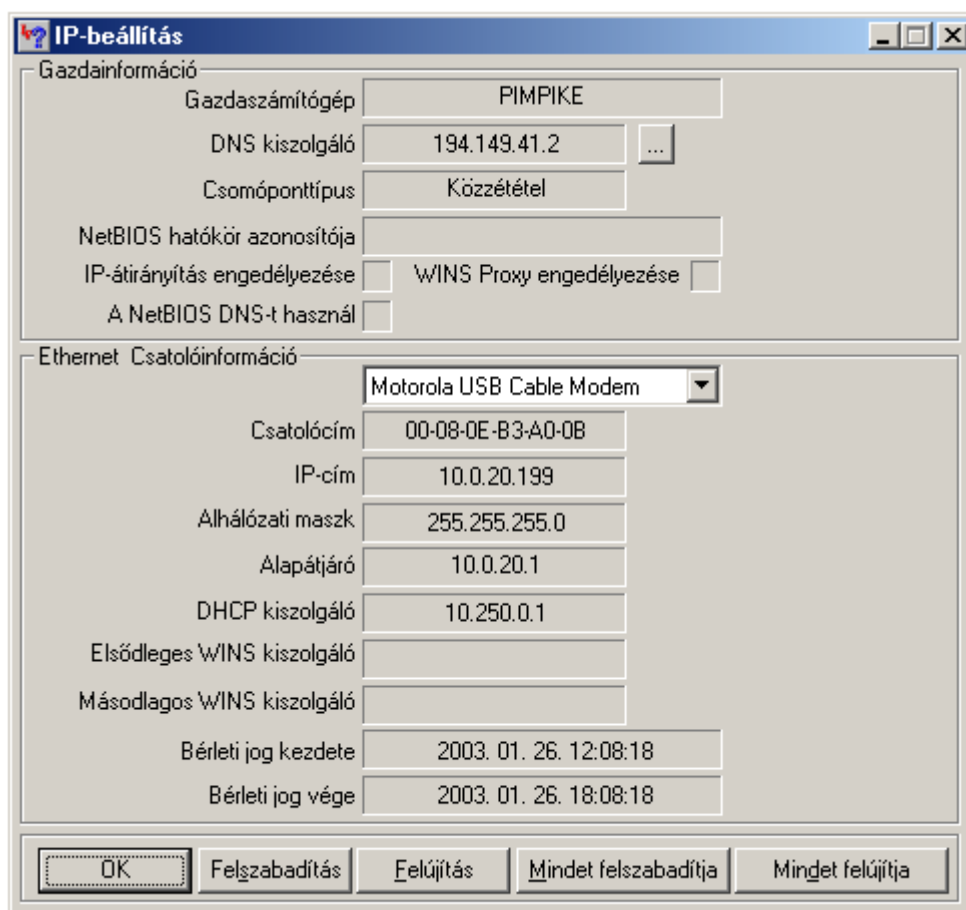 IP-beállítás
Gazdainformáció
Gazdaszámítógép PIMPIKE
DNS kiszolgáló 194.149.41.2 ...
Csomóponttípus Közzététel
NetBIOS hatókör azonosítója
IP-átirányítás engedélyezése WINS Proxy engedélyezése
A NetBIOS DNS-t használ
Ethernet Csatolóinformáció
Motorola USB Cable Modem
Csatolócím 00-08-0E-B3-A0-0B
IP-cím 10.0.20.199
Alhálózati maszk 255.255.255.0
Alapátjáró 10.0.20.1
DHCP kiszolgáló 10.250.0.1
Elsődleges WINS kiszolgáló
Másodlagos WINS kiszolgáló
Bérleti jog kezdete 2003. 01. 26. 12:08:18
Bérleti jog vége 2003. 01. 26. 18:08:18
OK Felszabadítás Felújítás Mindet felszabadítja Mindet felújítja